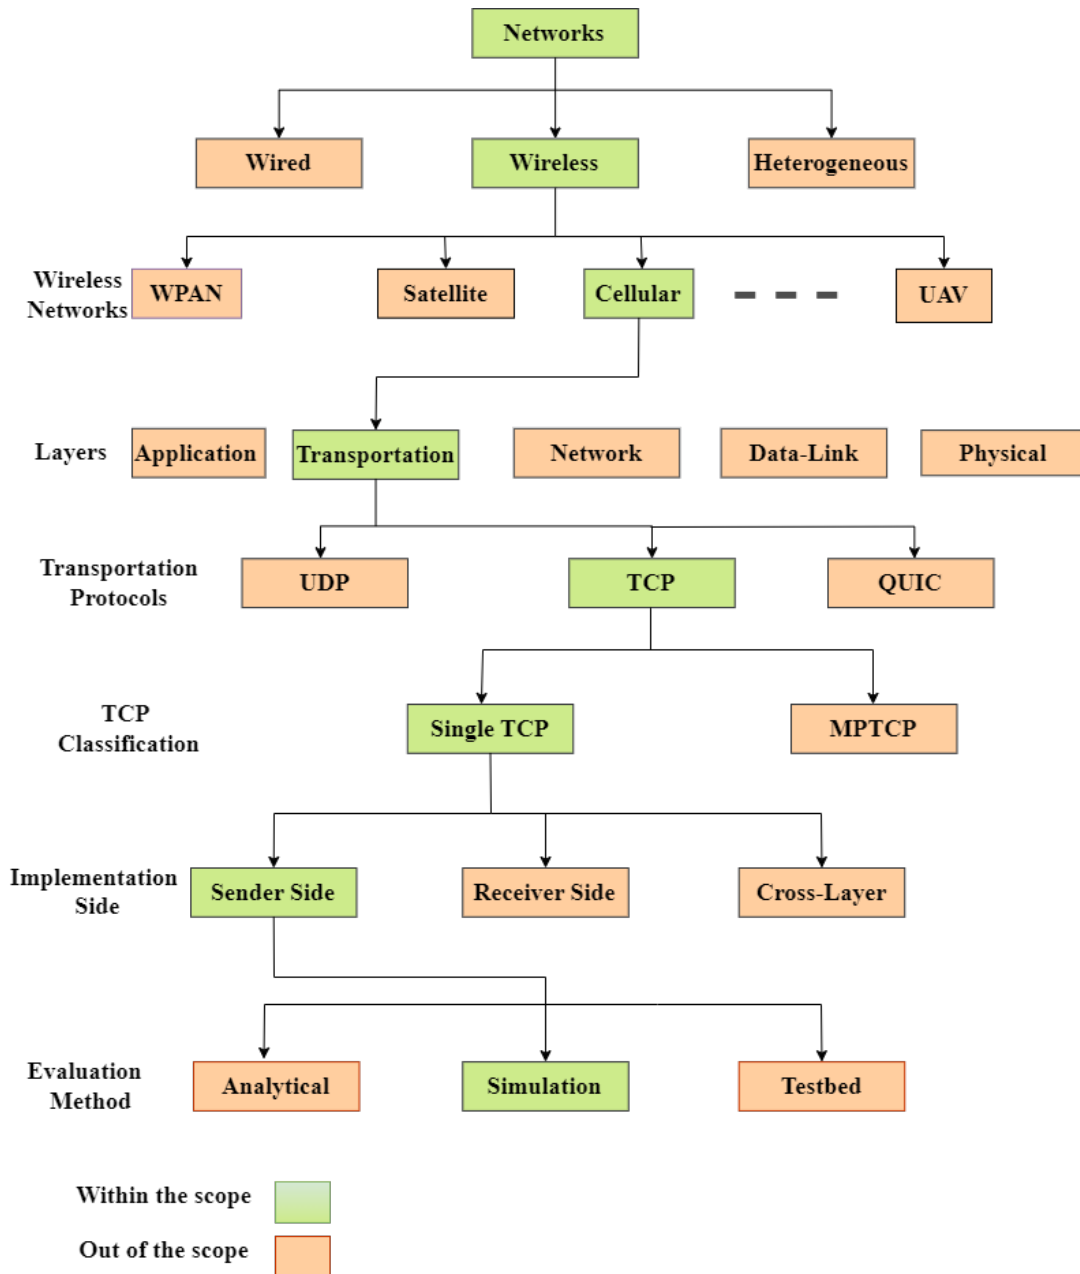 Networks
Wired
Wireless
Heterogeneous
Wireless
Networks
WPAN
Satellite
Cellular
UAV
Layers
Application
Transportation
Network
Data-Link
Physical
Transportation
Protocols
UDP
TCP
QUIC
TCP
Classification
Single TCP
MPTCP
Implementation
Side
Sender Side
Receiver Side
Cross-Layer
Evaluation
Method
Analytical
Simulation
Testbed
Within the scope
Out of the scope